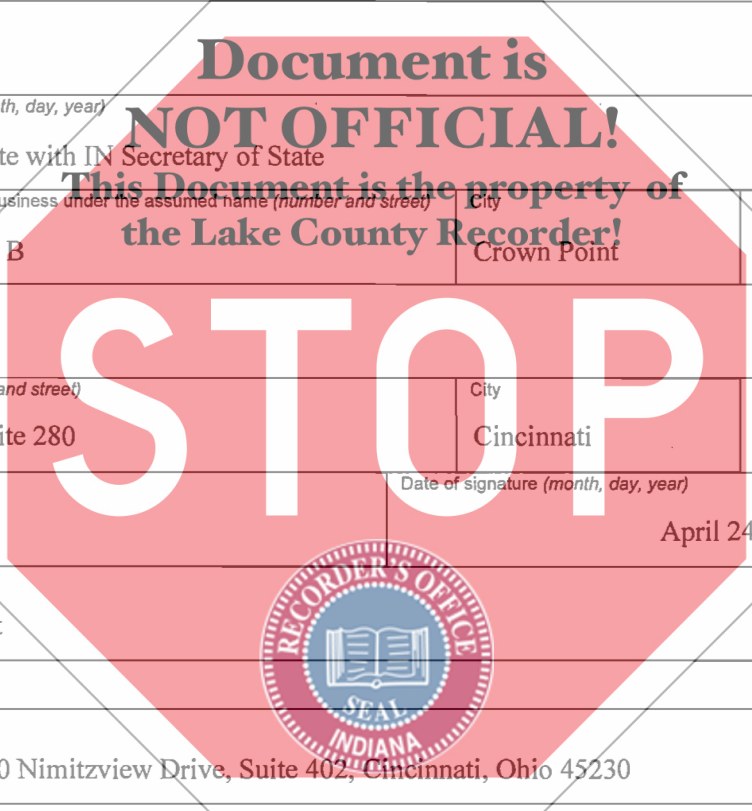 Document is
th, day, year)
NOT OFFICIAL!
te with IN Secretary of State
This Document is the property of
usiness under the assumed name (number and street)
City
the Lake County Recorder!
B
Crown Point
STOP
and street)
City
ite 280
Cincinnati
Date of signature (month, day, year)
April 24
RECORDER'S OFFICE
SEAL
INDIANA
t
0 Nimitzview Drive, Suite 402, Cincinnati, Ohio 45230